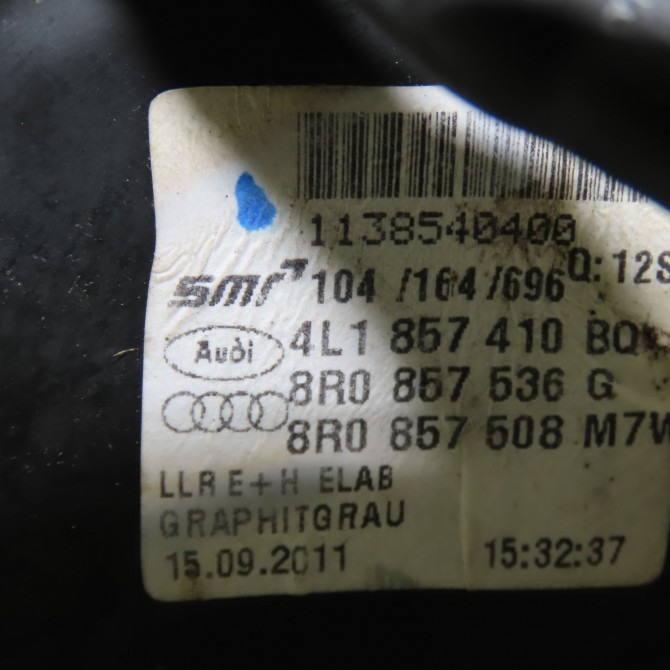 1138540400
smr 104 /164/696 Q:12S
Audi 4L1 857 410 BQ
8R0 857 536 G
8R0 857 508 M7W
LLR E+H ELAB
GRAPHITGRAU
15.09.2011 15:32:37